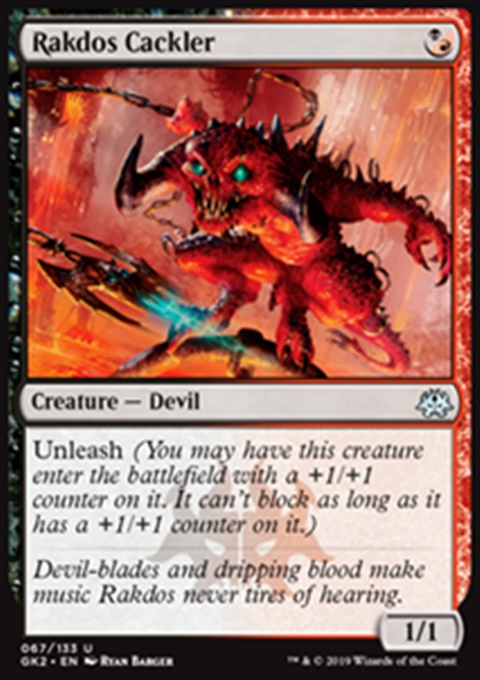 Rakdos Cackler
Creature — Devil
Unleash (You may have this creature
enter the battlefield with a +1/+1
counter on it. It can't block as long as it
has a +1/+1 counter on it.)
Devil-blades and dripping blood make
music Rakdos never tires of hearing.
1/1
067/133 U
GK2 • EN Ryan Barger
™ & © 2019 Wizards of the Coast